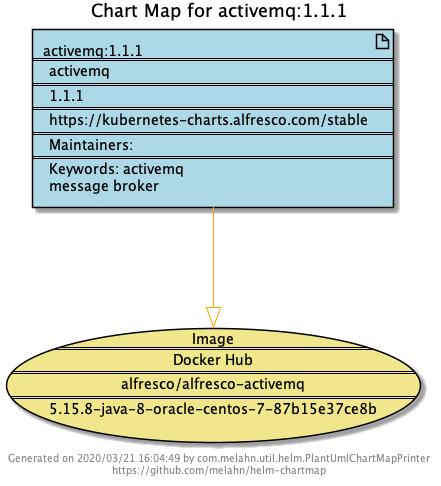 Chart Map for activemq:1.1.1
activemq:1.1.1
activemq
1.1.1
https://kubernetes-charts.alfresco.com/stable
Maintainers:
Keywords: activemq
message broker
Image
Docker Hub
alfresco/alfresco-activemq
5.15.8-java-8-oracle-centos-7-87b15e37ce8b
Generated on 2020/03/21 16:04:49 by com.melahn.util.helm.PlantUmlChartMapPrinter
https://github.com/melahn/helm-chartmap